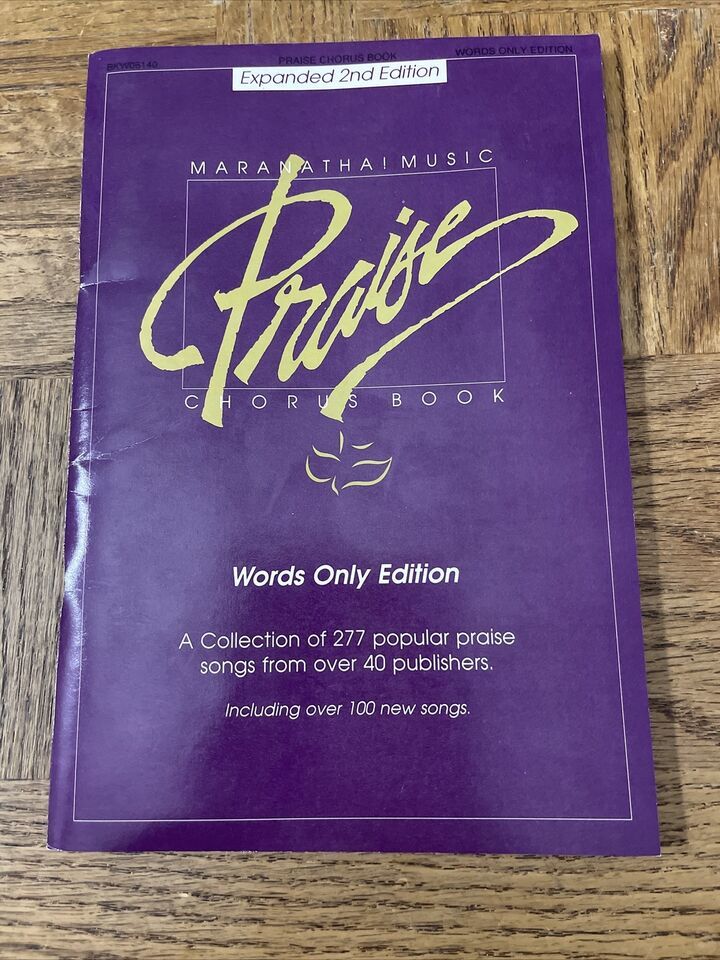 BKW06140 PRAISE CHORUS BOOK WORDS ONLY EDITION
Expanded 2nd Edition
MARANATHA! MUSIC
Praise
CHORUS BOOK
Words Only Edition
A Collection of 277 popular praise
songs from over 40 publishers.
Including over 100 new songs.